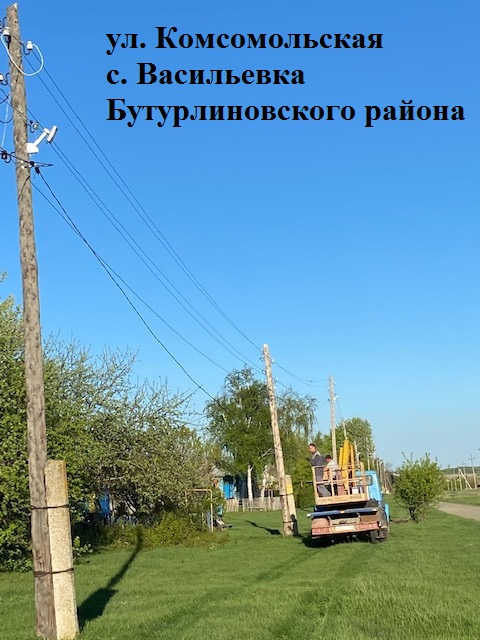 ул. Комсомольская
с. Васильевка
Бутурлиновского района